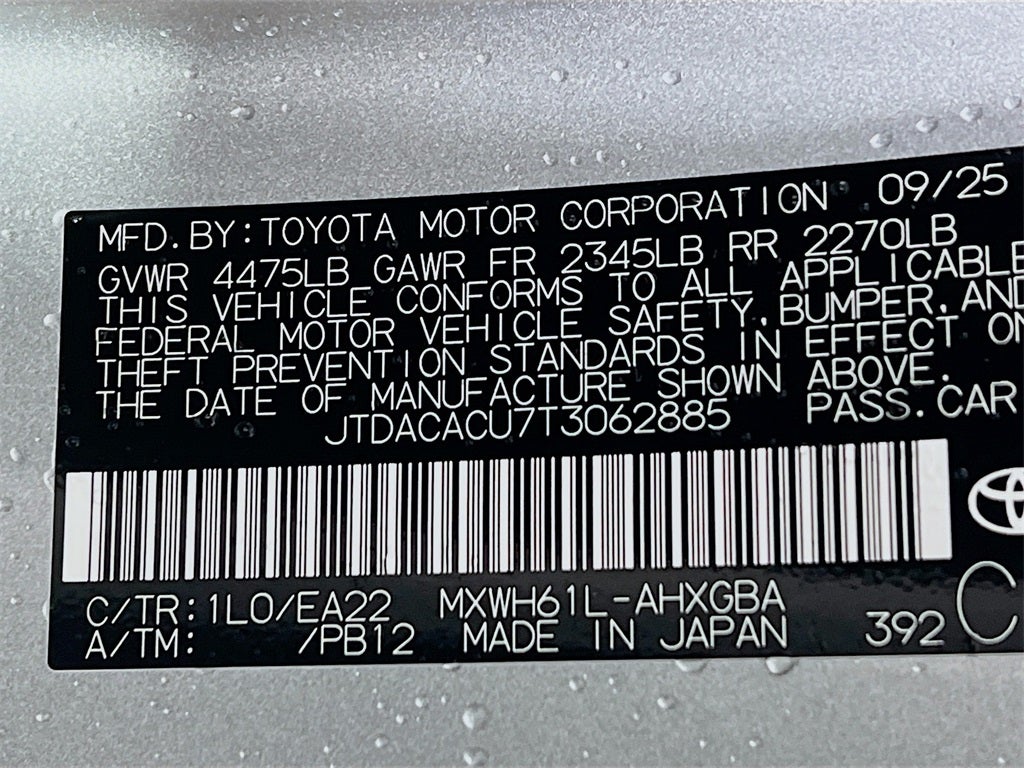 MFD. BY: TOYOTA MOTOR CORPORATION 09/25
GVWR 4475LB GAWR FR 2345LB RR 2270LB
THIS VEHICLE CONFORMS TO ALL APPLICABLE
FEDERAL MOTOR VEHICLE SAFETY, BUMPER, AND
THEFT PREVENTION STANDARDS IN EFFECT ON
THE DATE OF MANUFACTURE SHOWN ABOVE.
JTDACACU7T3062885 PASS. CAR
C/TR: 1L0/EA22 MXWH61L-AHXGBA
A/TM: /PB12 MADE IN JAPAN 392 C